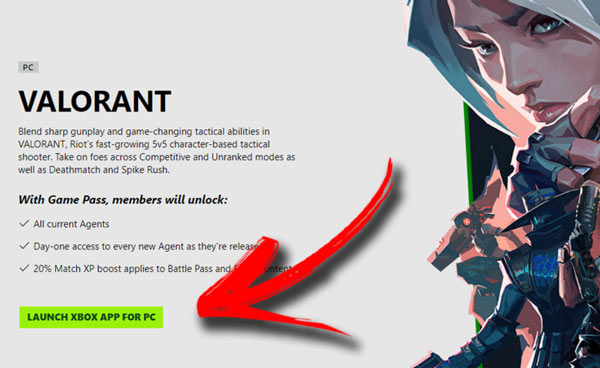 PC
VALORANT
Blend sharp gunplay and game-changing tactical abilities in
VALORANT, Riot's fast-growing 5v5 character-based tactical
shooter. Take on foes across Competitive and Unranked modes as
well as Deathmatch and Spike Rush.
With Game Pass, members will unlock:
All current Agents
Day-one access to every new Agent as they're release
20% Match XP boost applies to Battle Pass and
LAUNCH XBOX APP FOR PC